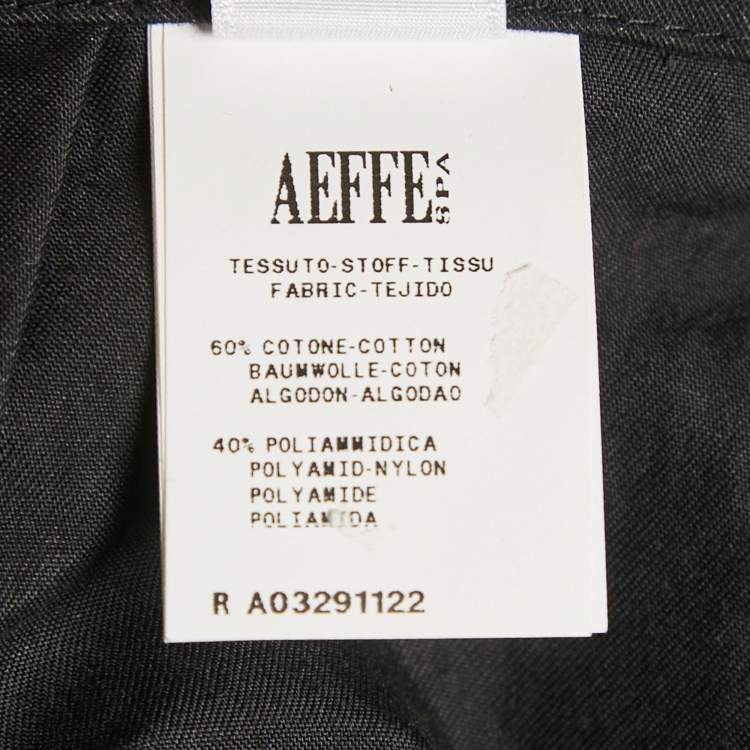 AEFFE SPA
TESSUTO-STOFF-TISSU
FABRIC-TEJIDO
60% COTONE-COTTON
BAUMWOLLE-COTON
ALGODON-ALGODAO
40% POLIAMMIDICA
POLYAMID-NYLON
POLYAMIDE
POLIAMIDA
R A03291122